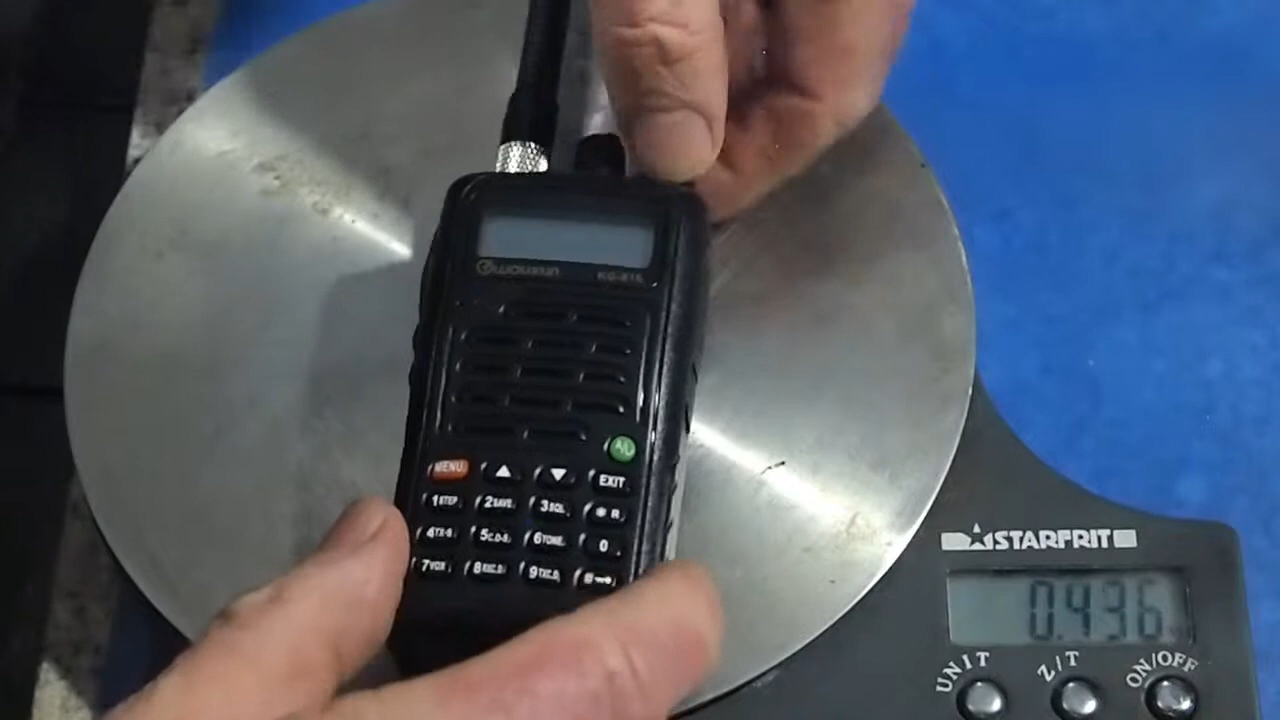 WOUXUN KG-816
A/L
MENU ▲ ▼ EXIT
1STEP 2SAVE 3SQL ✱ R
4TX-P 5C.O.S 6TONE 0
7VOX 8RXC.D 9TXC.D
STARFRIT
0.436
UNIT Z/T ON/OFF